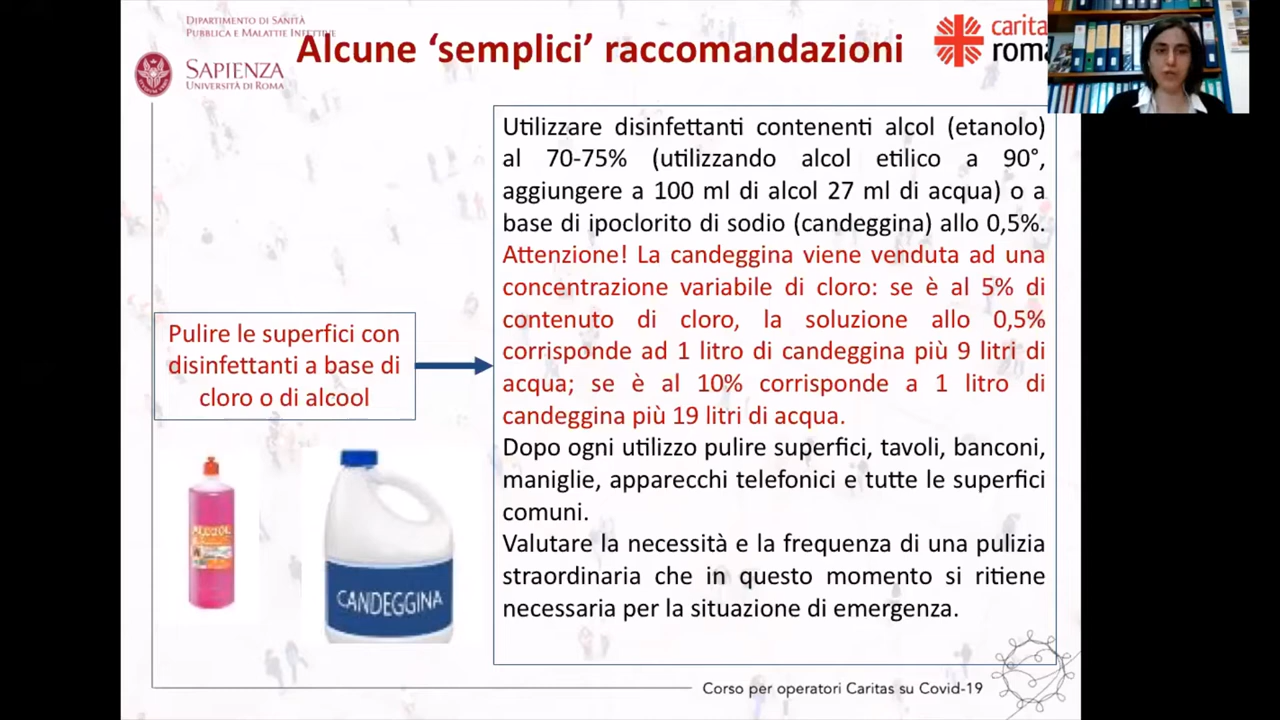 Dipartimento di Sanità
Pubblica e Malattie Infettive
Sapienza
Università di Roma
Alcune ‘semplici’ raccomandazioni
roma
Utilizzare disinfettanti contenenti alcol (etanolo)
al 70-75% (utilizzando alcol etilico a 90°,
aggiungere a 100 ml di alcol 27 ml di acqua) o a
base di ipoclorito di sodio (candeggina) allo 0,5%.
Attenzione! La candeggina viene venduta ad una
concentrazione variabile di cloro: se è al 5% di
contenuto di cloro, la soluzione allo 0,5%
corrisponde ad 1 litro di candeggina più 9 litri di
acqua; se è al 10% corrisponde a 1 litro di
candeggina più 19 litri di acqua.
Dopo ogni utilizzo pulire superfici, tavoli, banconi,
maniglie, apparecchi telefonici e tutte le superfici
comuni.
Valutare la necessità e la frequenza di una pulizia
straordinaria che in questo momento si ritiene
necessaria per la situazione di emergenza.
Pulire le superfici con
disinfettanti a base di
cloro o di alcool
ALCOOL
CANDEGGINA
Corso per operatori Caritas su Covid-19